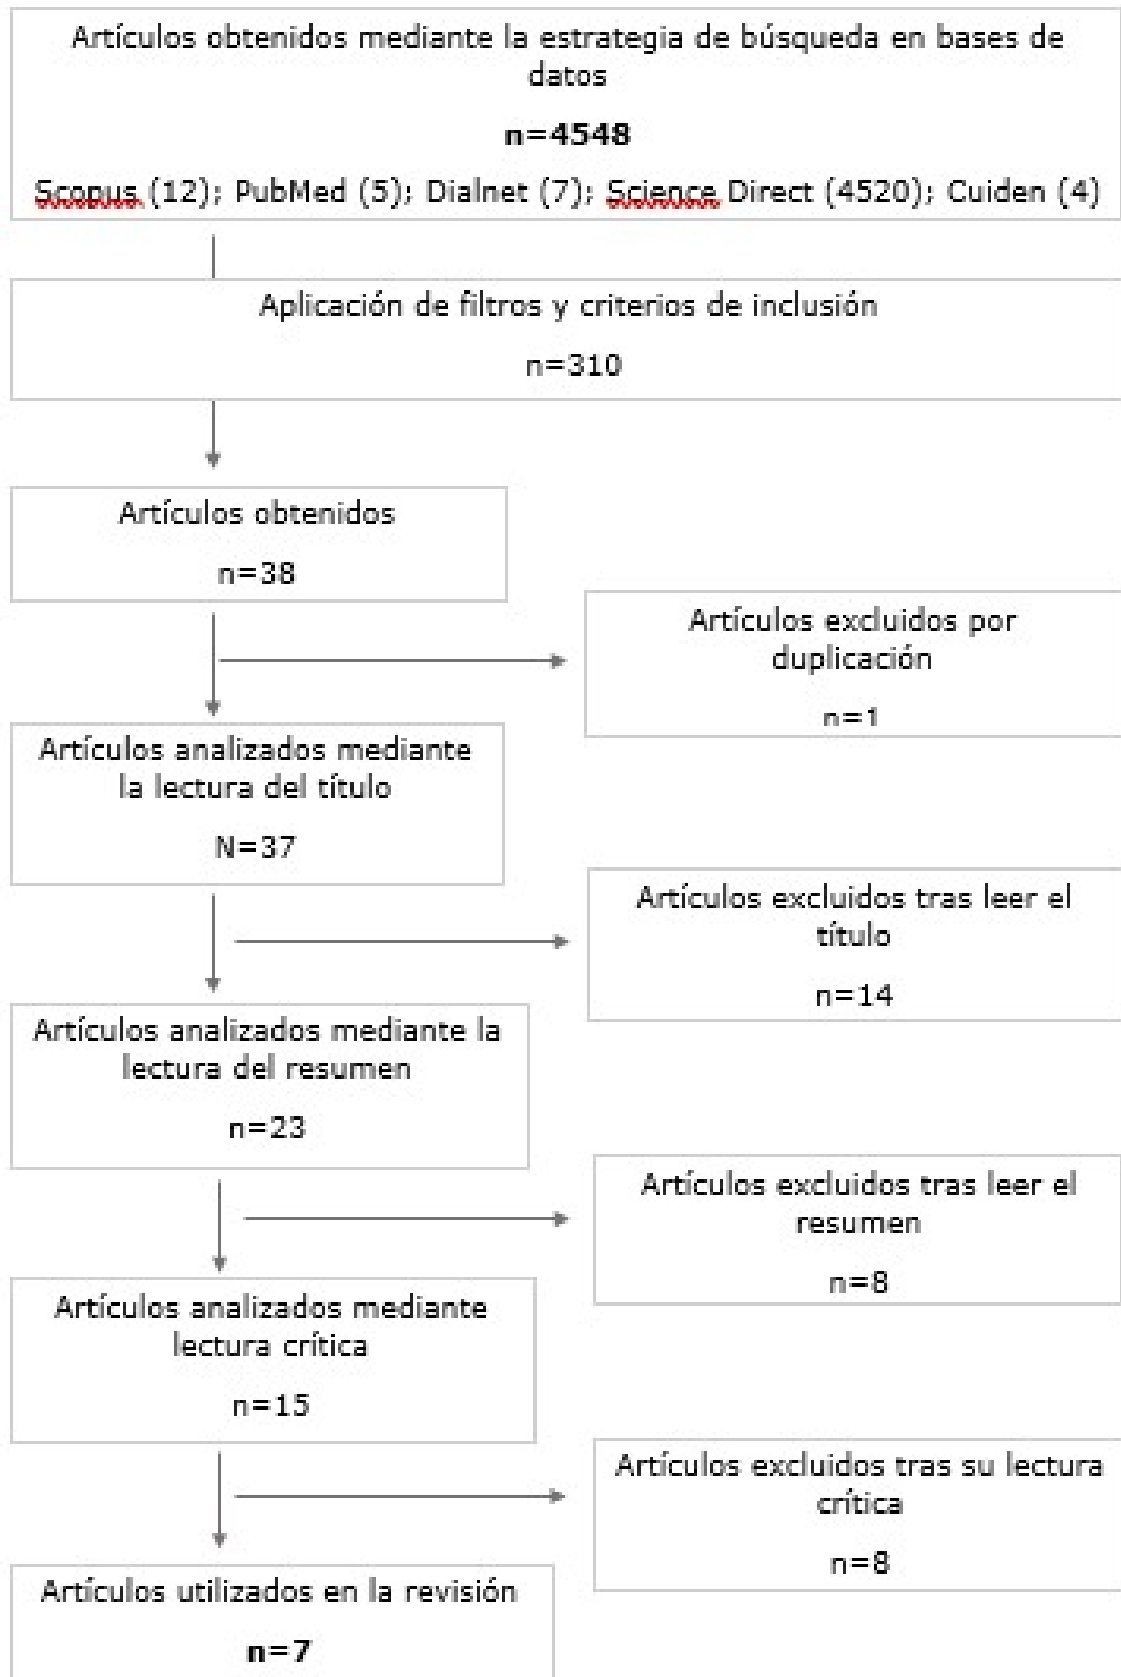 Artículos obtenidos mediante la estrategia de búsqueda en bases de
datos
n=4548
Scopus (12); PubMed (5); Dialnet (7); Science Direct (4520); Cuiden (4)
Aplicación de filtros y criterios de inclusión
n=310
Artículos obtenidos
n=38
Artículos excluidos por
duplicación
n=1
Artículos analizados mediante
la lectura del título
N=37
Artículos excluidos tras leer el
título
n=14
Artículos analizados mediante la
lectura del resumen
n=23
Artículos excluidos tras leer el
resumen
n=8
Artículos analizados mediante
lectura crítica
n=15
Artículos excluidos tras su lectura
crítica
n=8
Artículos utilizados en la revisión
n=7